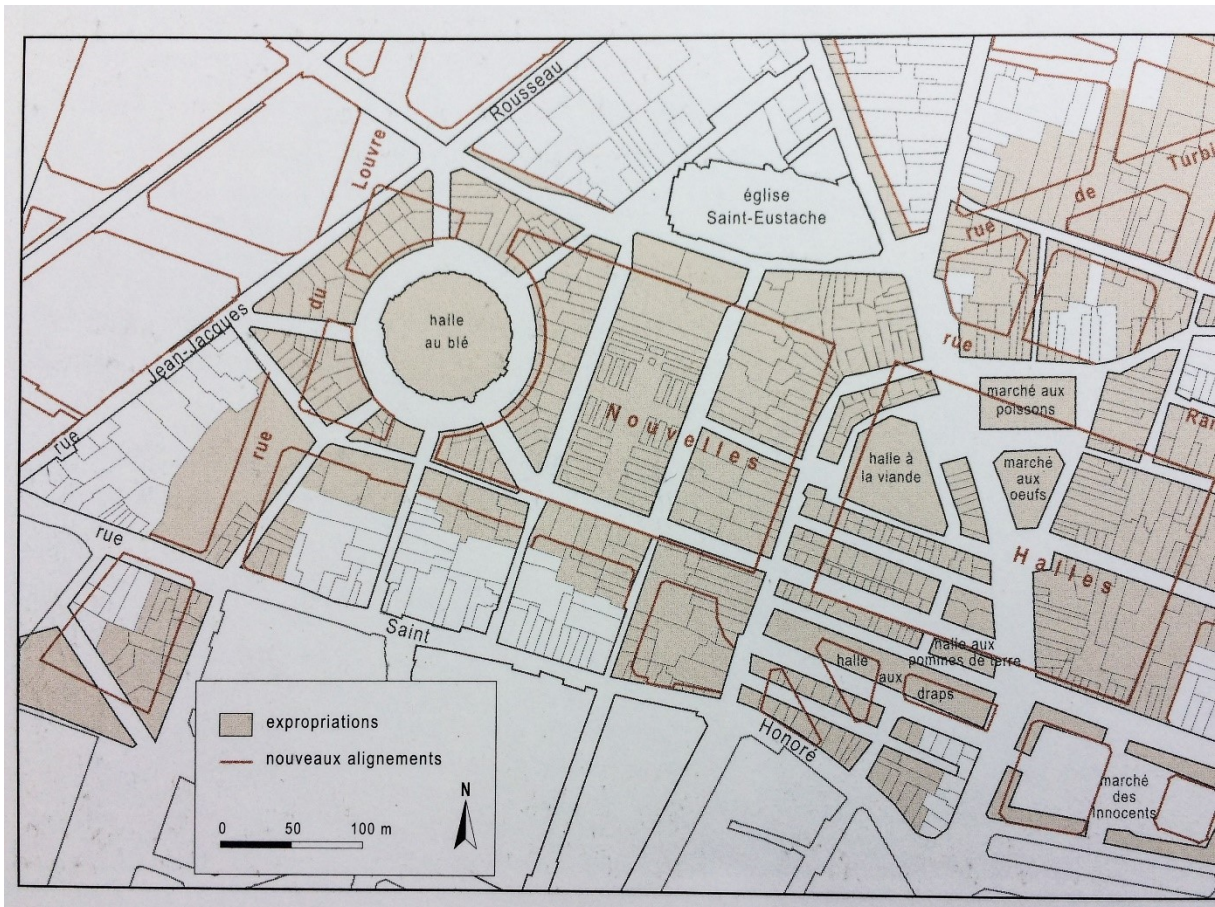 Rousseau
Louvre
du
rue
Jean-Jacques
rue
église
Saint-Eustache
halle
au blé
Nouvelles
Halles
rue
de
rue
marché aux
poissons
halle à
la viande
marché
aux
oeufs
halle aux
pommes de terre
halle
aux
draps
rue
Saint
Honoré
marché
des
Innocents
expropriations
nouveaux alignements
N
0 50 100 m